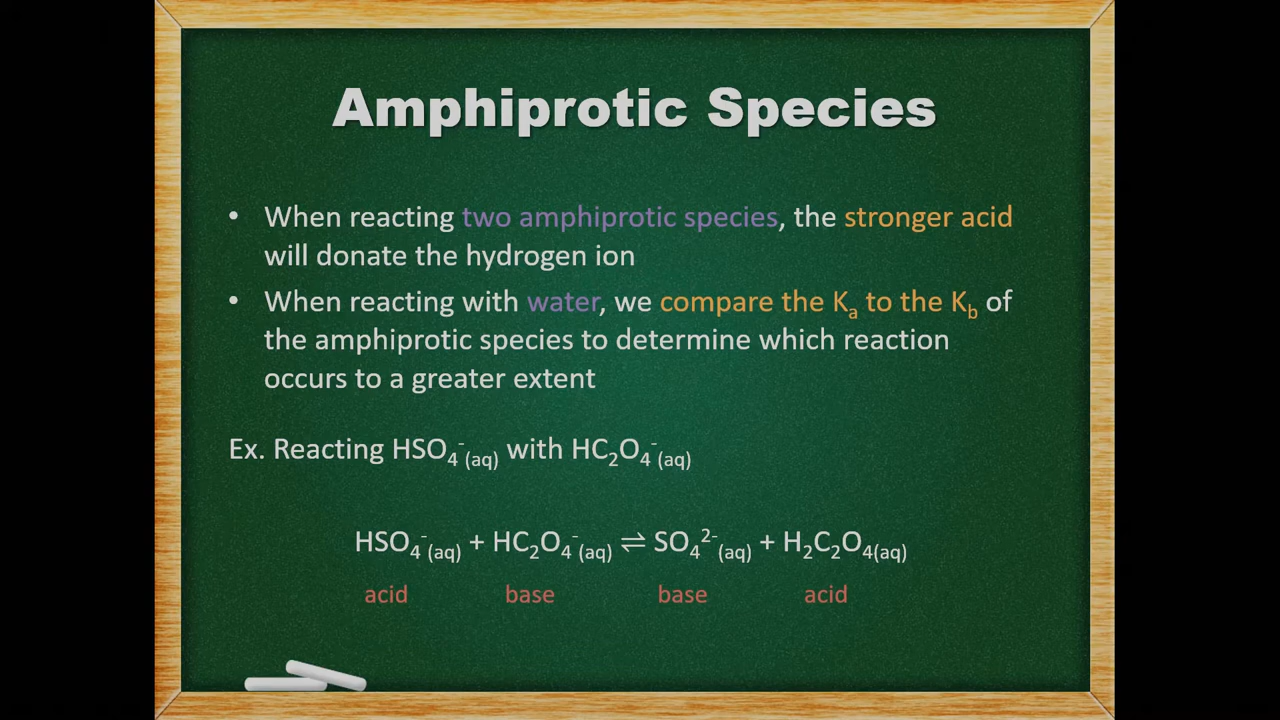 Amphiprotic Species
• When reacting two amphiprotic species, the stronger acid
will donate the hydrogen ion
• When reacting with water, we compare the Kₐ to the K_b of
the amphiprotic species to determine which reaction
occurs to a greater extent
Ex. Reacting HSO₄⁻(aq) with HC₂O₄⁻(aq)
HSO₄⁻(aq) + HC₂O₄⁻(aq) ⇌ SO₄²⁻(aq) + H₂C₂O₄(aq)
acid base base acid